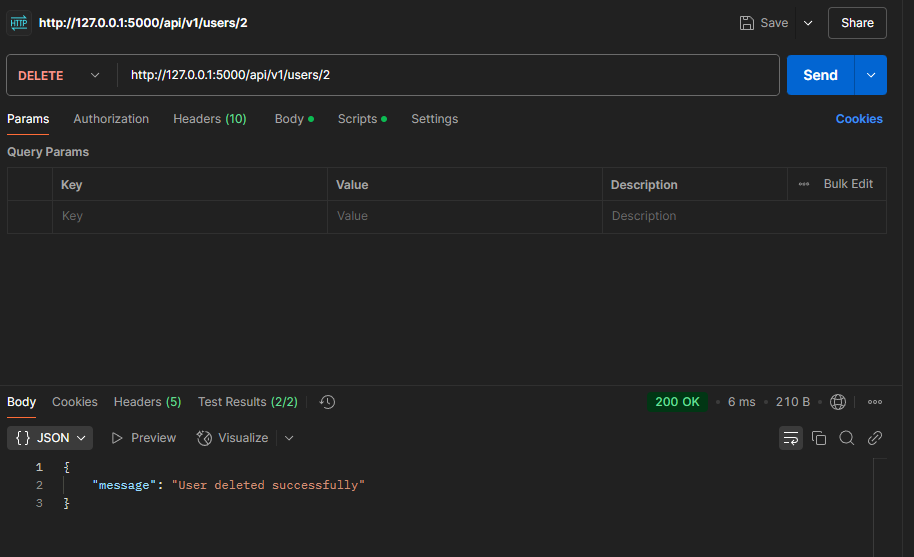 HTTP http://127.0.0.1:5000/api/v1/users/2 Save Share
DELETE http://127.0.0.1:5000/api/v1/users/2 Send
Params Authorization Headers (10) Body Scripts Settings Cookies
Query Params
Key Value Description Bulk Edit
Key Value Description
Body Cookies Headers (5) Test Results (2/2) 200 OK • 6 ms • 210 B •
{} JSON Preview Visualize
1 {
2 "message": "User deleted successfully"
3 }